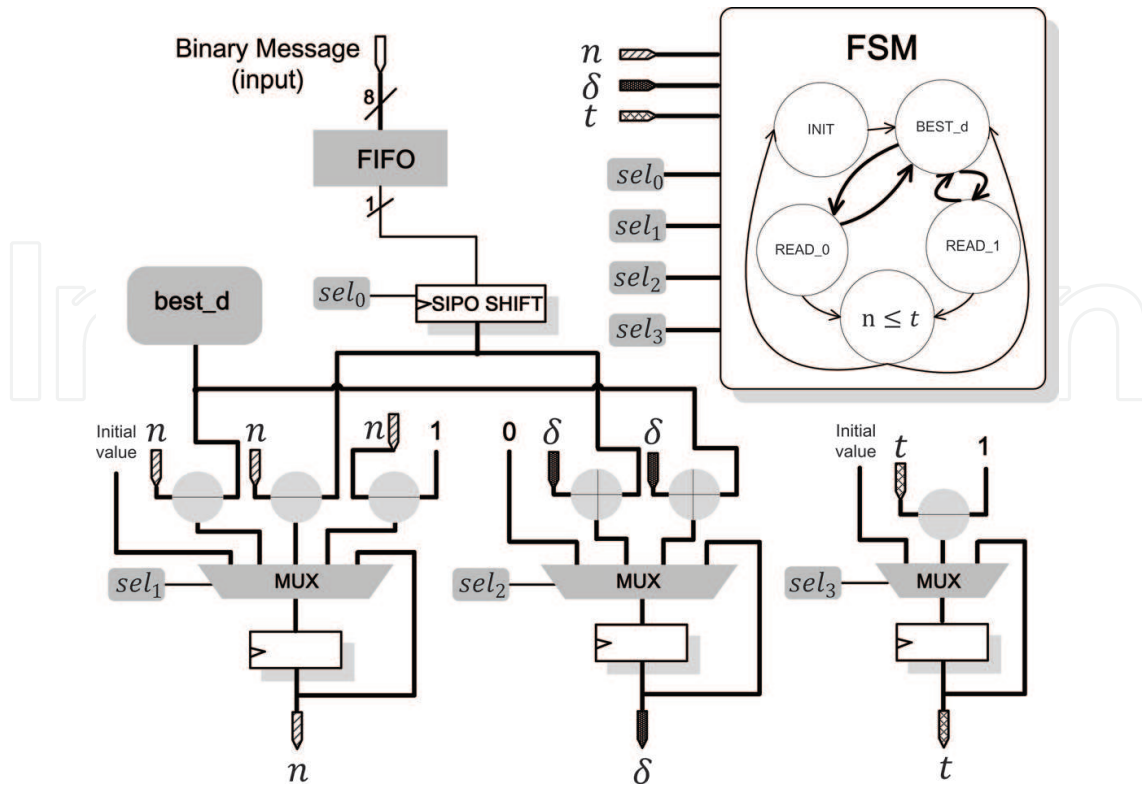 Binary Message
(input)
8
FIFO
1
sel₀
SIPO SHIFT
best_d
n
δ
t
sel₀
sel₁
sel₂
sel₃
FSM
INIT
BEST_d
READ_0
READ_1
n ≤ t
Initial
value
n
n
n
1
MUX
sel₁
n
0
δ
δ
MUX
sel₂
δ
Initial
value
t
1
MUX
sel₃
t